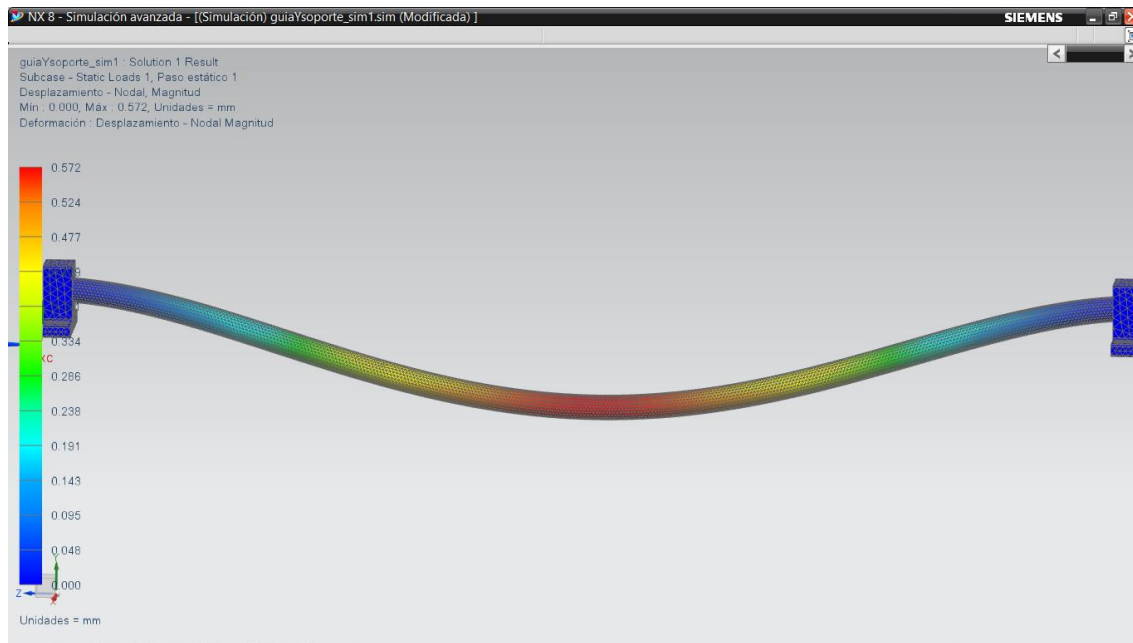 NX 8 - Simulación avanzada - [(Simulación) guiaYsoporte_sim1.sim (Modificada) ]
SIEMENS
guiaYsoporte_sim1 : Solution 1 Result
Subcase - Static Loads 1, Paso estático 1
Desplazamiento - Nodal, Magnitud
Mín : 0.000, Máx : 0.572, Unidades = mm
Deformación : Desplazamiento - Nodal Magnitud
0.572
0.524
0.477
0.334
XC
0.286
0.238
0.191
0.143
0.095
0.048
Y
0.000
Z
X
Unidades = mm